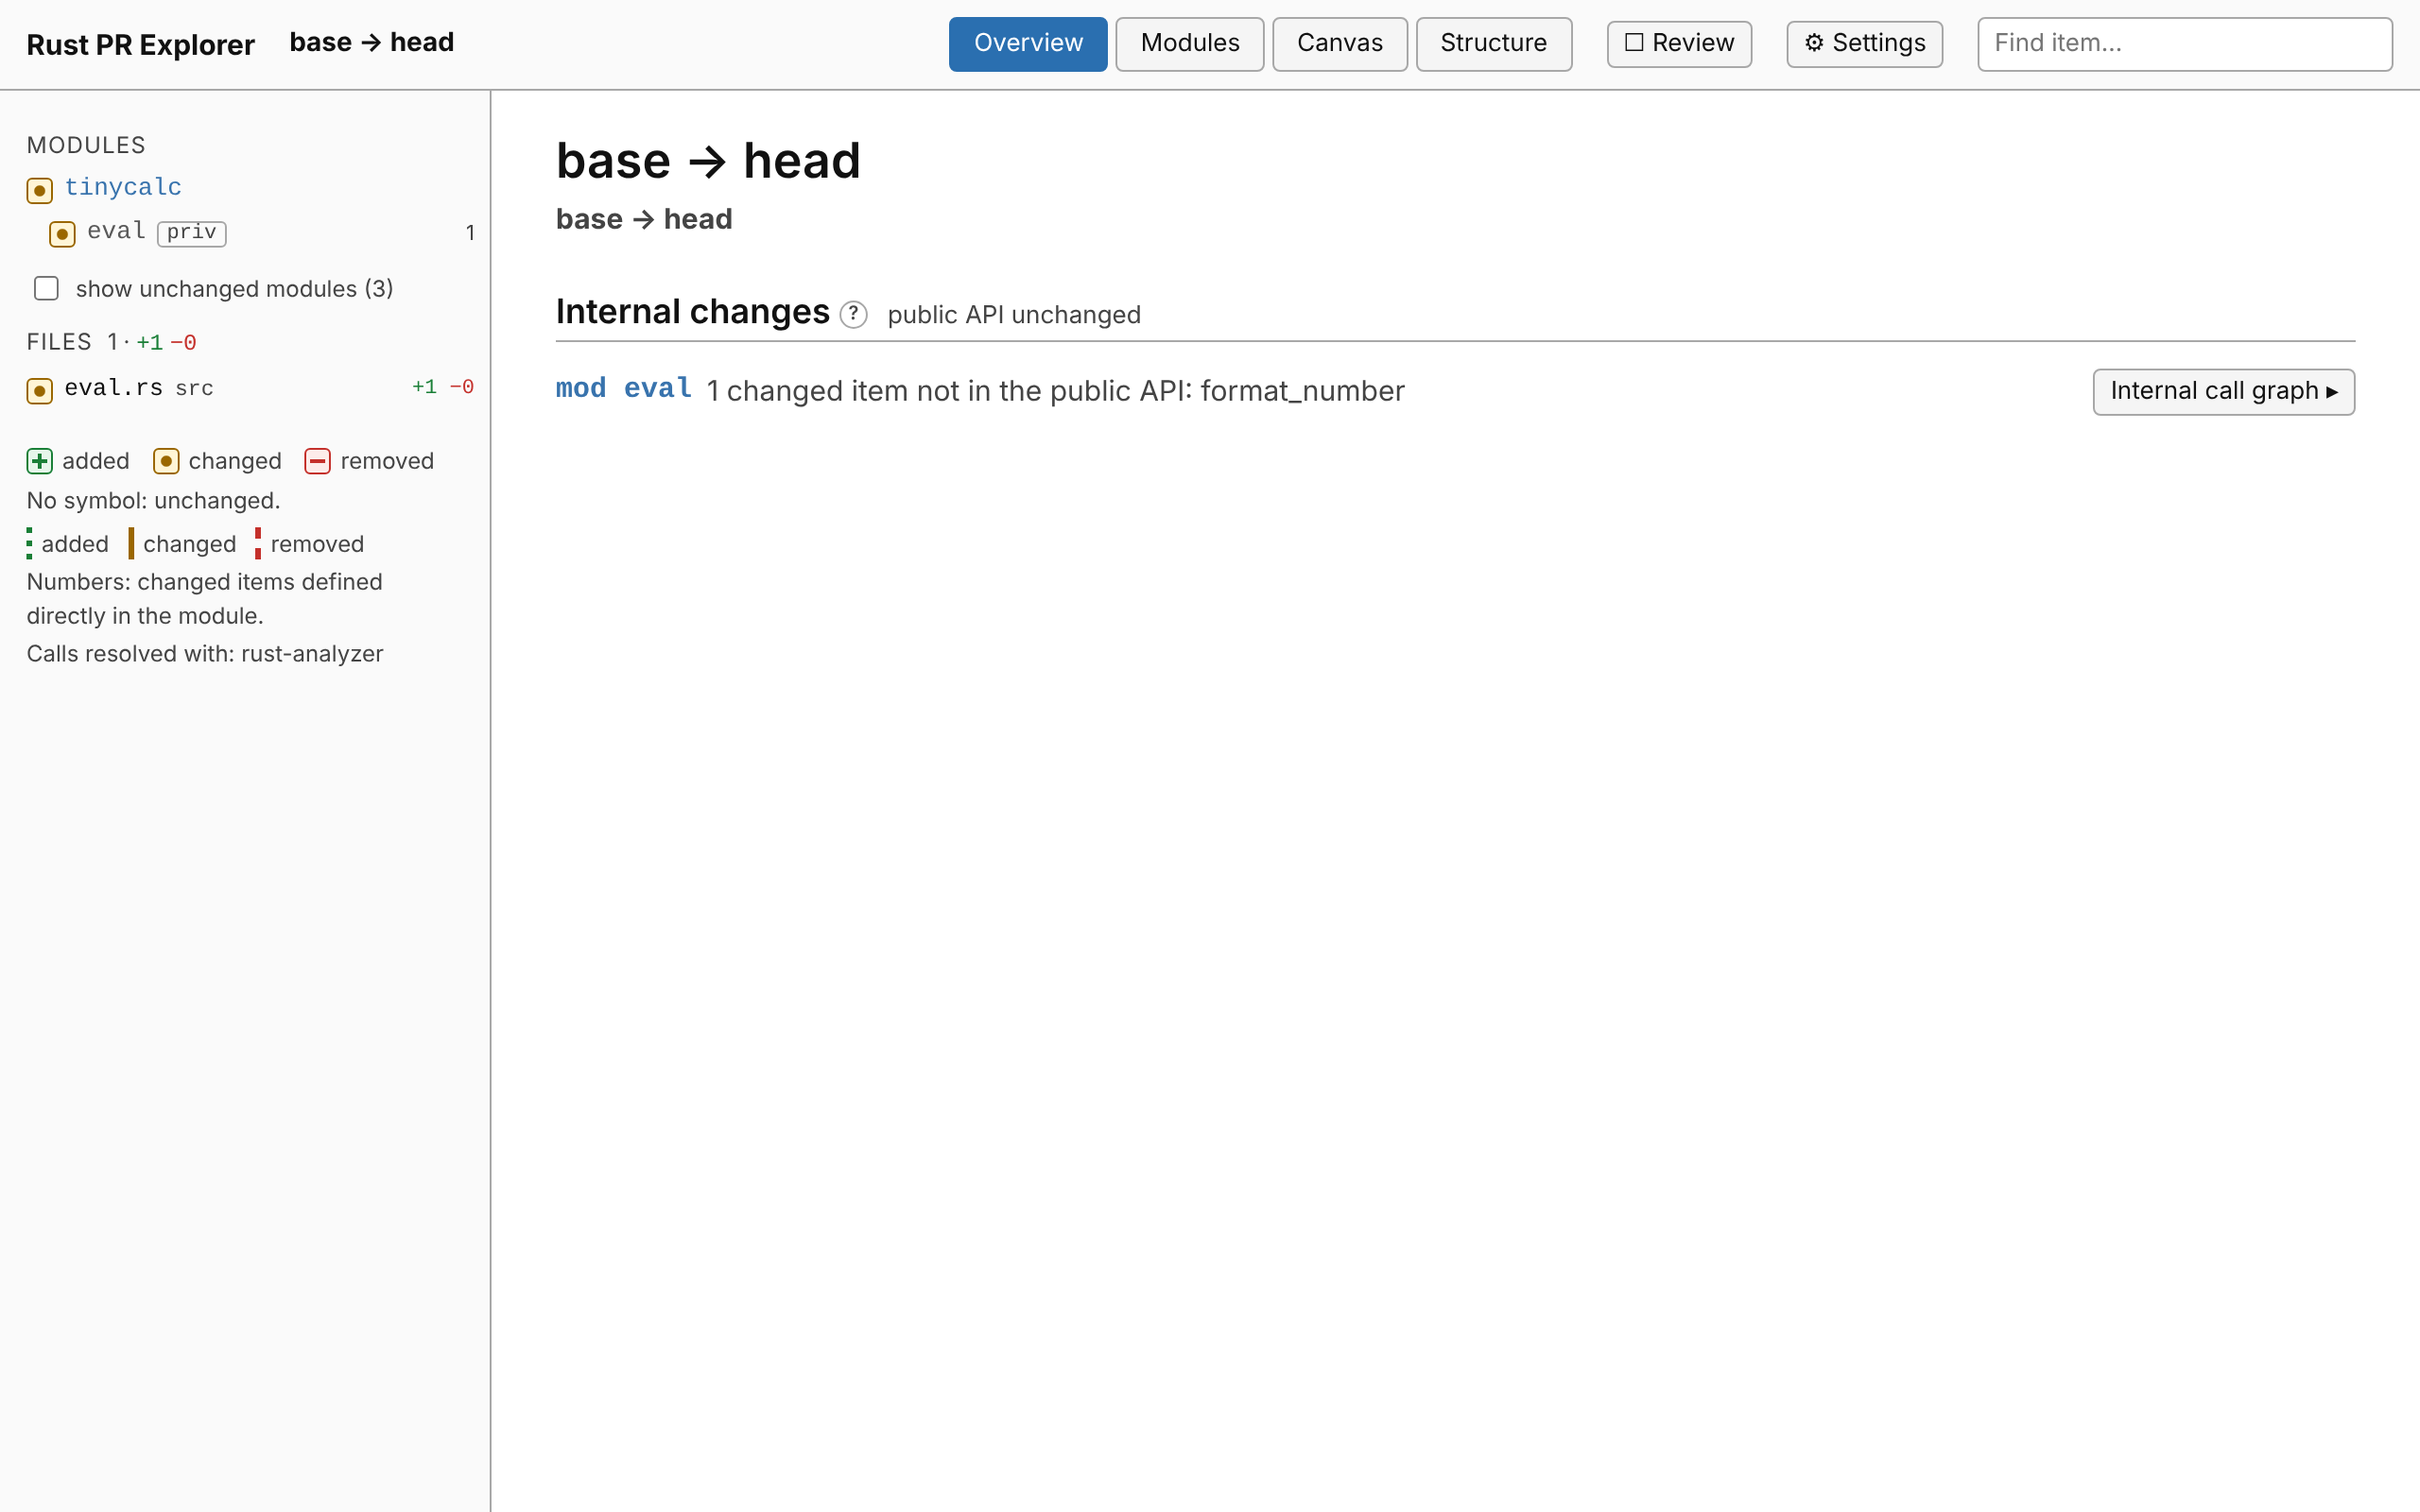 Rust PR Explorer base → head Overview Modules Canvas Structure ☐ Review ⚙ Settings Find item...
MODULES
tinycalc
eval priv 1
show unchanged modules (3)
FILES 1 · +1 −0
eval.rs src +1 −0
added changed removed
No symbol: unchanged.
added changed removed
Numbers: changed items defined
directly in the module.
Calls resolved with: rust-analyzer
base → head
base → head
Internal changes ? public API unchanged
mod eval 1 changed item not in the public API: format_number Internal call graph ▸